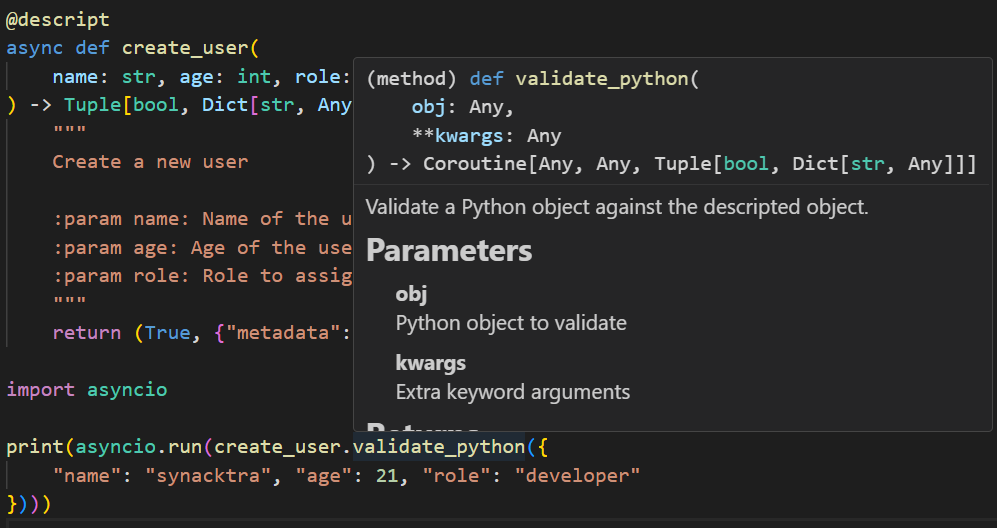 @descript
async def create_user(
name: str, age: int, role:
) -> Tuple[bool, Dict[str, Any
"""
Create a new user
:param name: Name of the u
:param age: Age of the use
:param role: Role to assig
"""
return (True, {"metadata":
import asyncio
print(asyncio.run(create_user.validate_python({
"name": "synacktra", "age": 21, "role": "developer"
})))
(method) def validate_python(
obj: Any,
**kwargs: Any
) -> Coroutine[Any, Any, Tuple[bool, Dict[str, Any]]]
Validate a Python object against the descripted object.
Parameters
obj
Python object to validate
kwargs
Extra keyword arguments
Returns